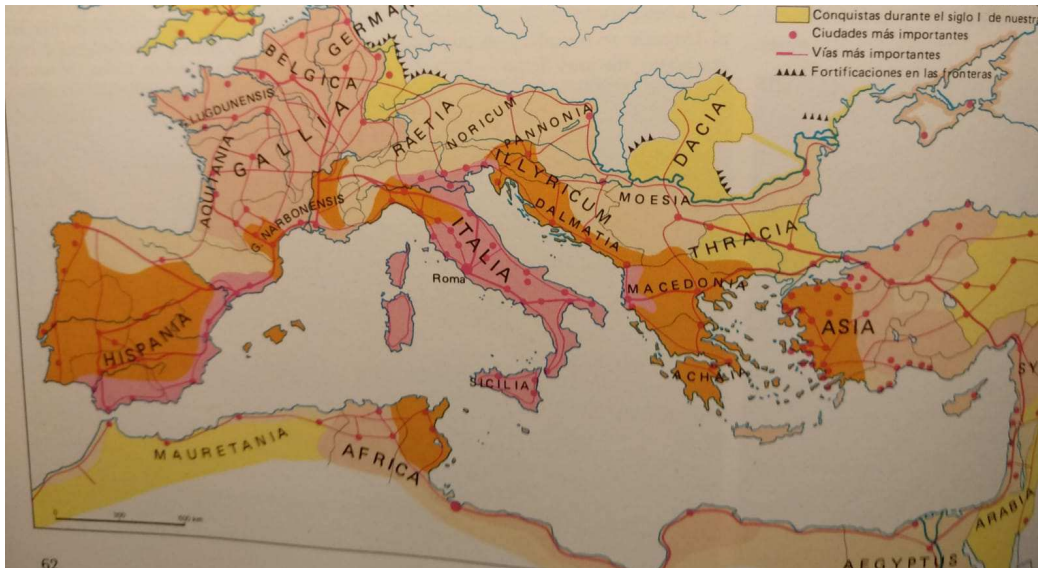 Conquistas durante el siglo I de nuestr
Ciudades más importantes
Vías más importantes
Fortificaciones en las fronteras
GERMAN
BELGICA
LUGDUNENSIS
GALLIA
AQUITANIA
G. NARBONENSIS
RAETIA
NORICUM
PANNONIA
DACIA
ILLYRICUM
DALMATIA
MOESIA
THRACIA
ITALIA
Roma
MACEDONIA
HISPANIA
ASIA
ACHAIA
SICILIA
SY
MAURETANIA
AFRICA
ARABIA
AEGYPTUS
0
62